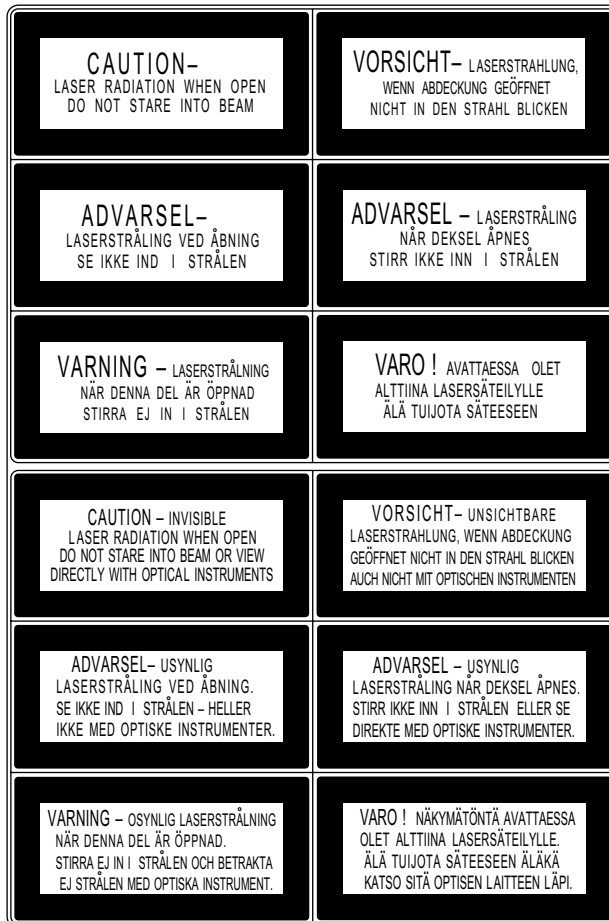 CAUTION–
LASER RADIATION WHEN OPEN
DO NOT STARE INTO BEAM
VORSICHT– LASERSTRAHLUNG,
WENN ABDECKUNG GEÖFFNET
NICHT IN DEN STRAHL BLICKEN
ADVARSEL–
LASERSTRÅLING VED ÅBNING
SE IKKE IND I STRÅLEN
ADVARSEL – LASERSTRÅLING
NÅR DEKSEL ÅPNES
STIRR IKKE INN I STRÅLEN
VARNING – LASERSTRÅLNING
NÄR DENNA DEL ÄR ÖPPNAD
STIRRA EJ IN I STRÅLEN
VARO ! AVATTAESSA OLET
ALTTIINA LASERSÄTEILYLLE
ÄLÄ TUIJOTA SÄTEESEEN
CAUTION – INVISIBLE
LASER RADIATION WHEN OPEN
DO NOT STARE INTO BEAM OR VIEW
DIRECTLY WITH OPTICAL INSTRUMENTS
VORSICHT– UNSICHTBARE
LASERSTRAHLUNG, WENN ABDECKUNG
GEÖFFNET NICHT IN DEN STRAHL BLICKEN
AUCH NICHT MIT OPTISCHEN INSTRUMENTEN
ADVARSEL– USYNLIG
LASERSTRÅLING VED ÅBNING.
SE IKKE IND I STRÅLEN – HELLER
IKKE MED OPTISKE INSTRUMENTER.
ADVARSEL – USYNLIG
LASERSTRÅLING NÅR DEKSEL ÅPNES.
STIRR IKKE INN I STRÅLEN ELLER SE
DIREKTE MED OPTISKE INSTRUMENTER.
VARNING – OSYNLIG LASERSTRÅLNING
NÄR DENNA DEL ÄR ÖPPNAD.
STIRRA EJ IN I STRÅLEN OCH BETRAKTA
EJ STRÅLEN MED OPTISKA INSTRUMENT.
VARO ! NÄKYMÄTÖNTÄ AVATTAESSA
OLET ALTTIINA LASERSÄTEILYLLE.
ÄLÄ TUIJOTA SÄTEESEEN ÄLÄKÄ
KATSO SITÄ OPTISEN LAITTEEN LÄPI.